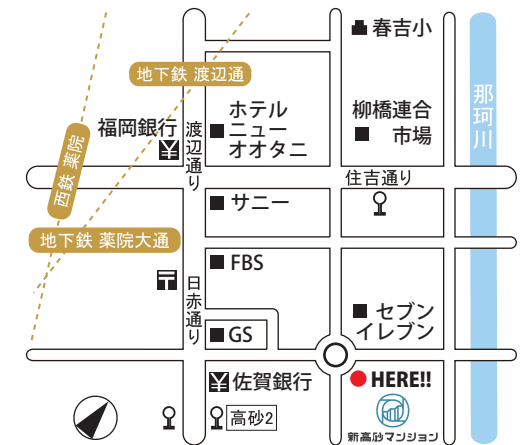 春吉小
地下鉄 渡辺通
那珂川
福岡銀行
渡辺通り
ホテル
ニュー
オオタニ
柳橋連合
市場
西鉄 薬院
住吉通り
サニー
地下鉄 薬院大通
FBS
日赤通り
セブン
イレブン
GS
佐賀銀行
HERE!!
高砂2
新高砂マンション